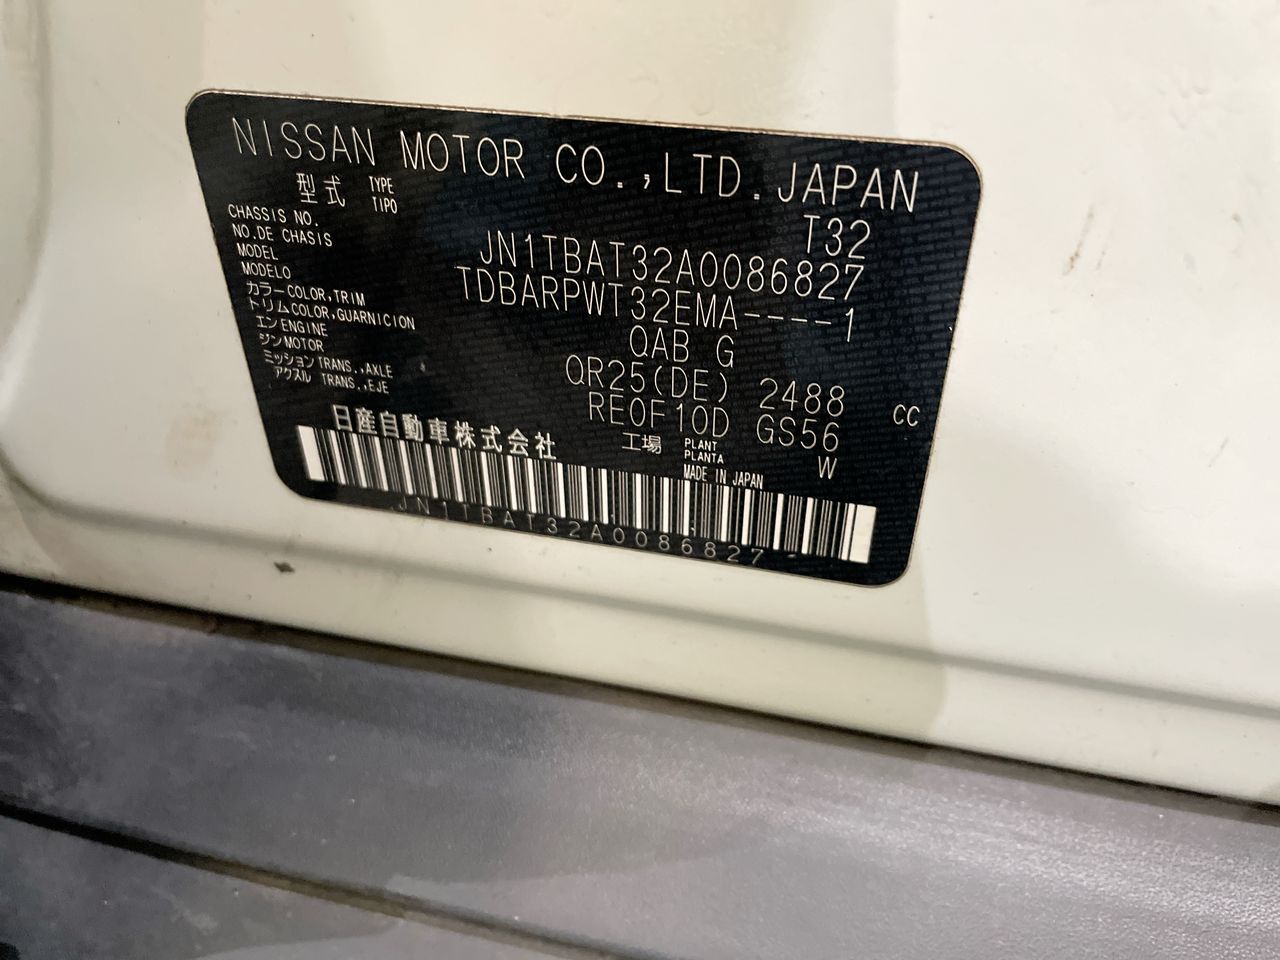 NISSAN MOTOR CO.,LTD.JAPAN
型式 TYPE TIPO T32
CHASSIS NO. NO.DE CHASIS JN1TBAT32A0086827
MODEL MODELO TDBARPWT32EMA----1
カラー COLOR,TRIM トリム COLOR,GUARNICION QAB G
エン ENGINE ジン MOTOR QR25(DE) 2488 CC
ミッション TRANS.,AXLE アクスル TRANS.,EJE RE0F10D GS56
日産自動車株式会社 工場 PLANT PLANTA W
MADE IN JAPAN
JN1TBAT32A0086827